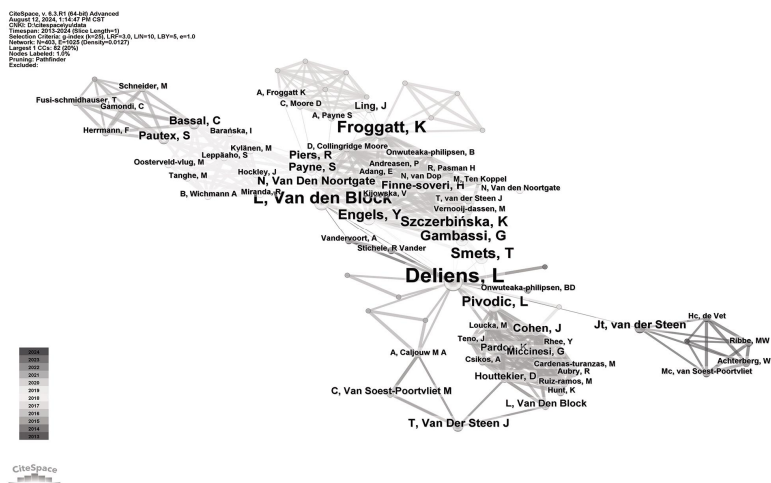 CiteSpace, v. 6.3.R1 (64-bit) Advanced
August 12, 2024, 1:14:47 PM CST
CNKI: D:\citespace\yu\data
Timespan: 2013-2024 (Slice Length=1)
Selection Criteria: g-index (k=25), LRF=3.0, L/N=10, LBY=5, e=1.0
Network: N=403, E=1025 (Density=0.0127)
Largest 1 CCs: 82 (20%)
Nodes Labeled: 1.0%
Pruning: Pathfinder
Excluded:
Schneider, M
Fusi-schmidhauser, T
Gamondi, C
Bassal, C
Herrmann, F
Pautex, S
Barańska, I
A, Froggatt K
C, Moore D
Ling, J
A, Payne S
Froggatt, K
D, Collingridge Moore
Kylänen, M
Leppäaho, S
Oosterveld-vlug, M
Piers, R
Onwuteaka-philipsen, B
Andreasen, P
Hockley, J
Payne, S
Adang, E
R, Pasman H
Tanghe, M
N, van Dop
M, Ten Koppel
N, Van Den Noortgate
Finne-soveri, H
N, Van den Noortgate
B, Wichmann A
Miranda, R
Kijowska, V
L, Van den Block
T, van der Steen J
Vernooij-dassen, M
Engels, Y
Szczerbińska, K
Gambassi, G
Vandervoort, A
Stichele, R Vander
Smets, T
Deliens, L
Onwuteaka-philipsen, BD
Pivodic, L
Hc, de Vet
Loucka, M
Cohen, J
Jt, van der Steen
Teno, J
Rhee, Y
Ribbe, MW
A, Caljouw M A
Pardon, K
Miccinesi, G
Csikos, A
Cardenas-turanzas, M
Achterberg, W
Aubry, R
Mc, van Soest-Poortvliet
Houttekier, D
Ruiz-ramos, M
C, Van Soest-Poortvliet M
Hunt, K
L, Van Den Block
T, Van Der Steen J
2024
2023
2022
2021
2020
2019
2018
2017
2016
2015
2014
2013
CiteSpace